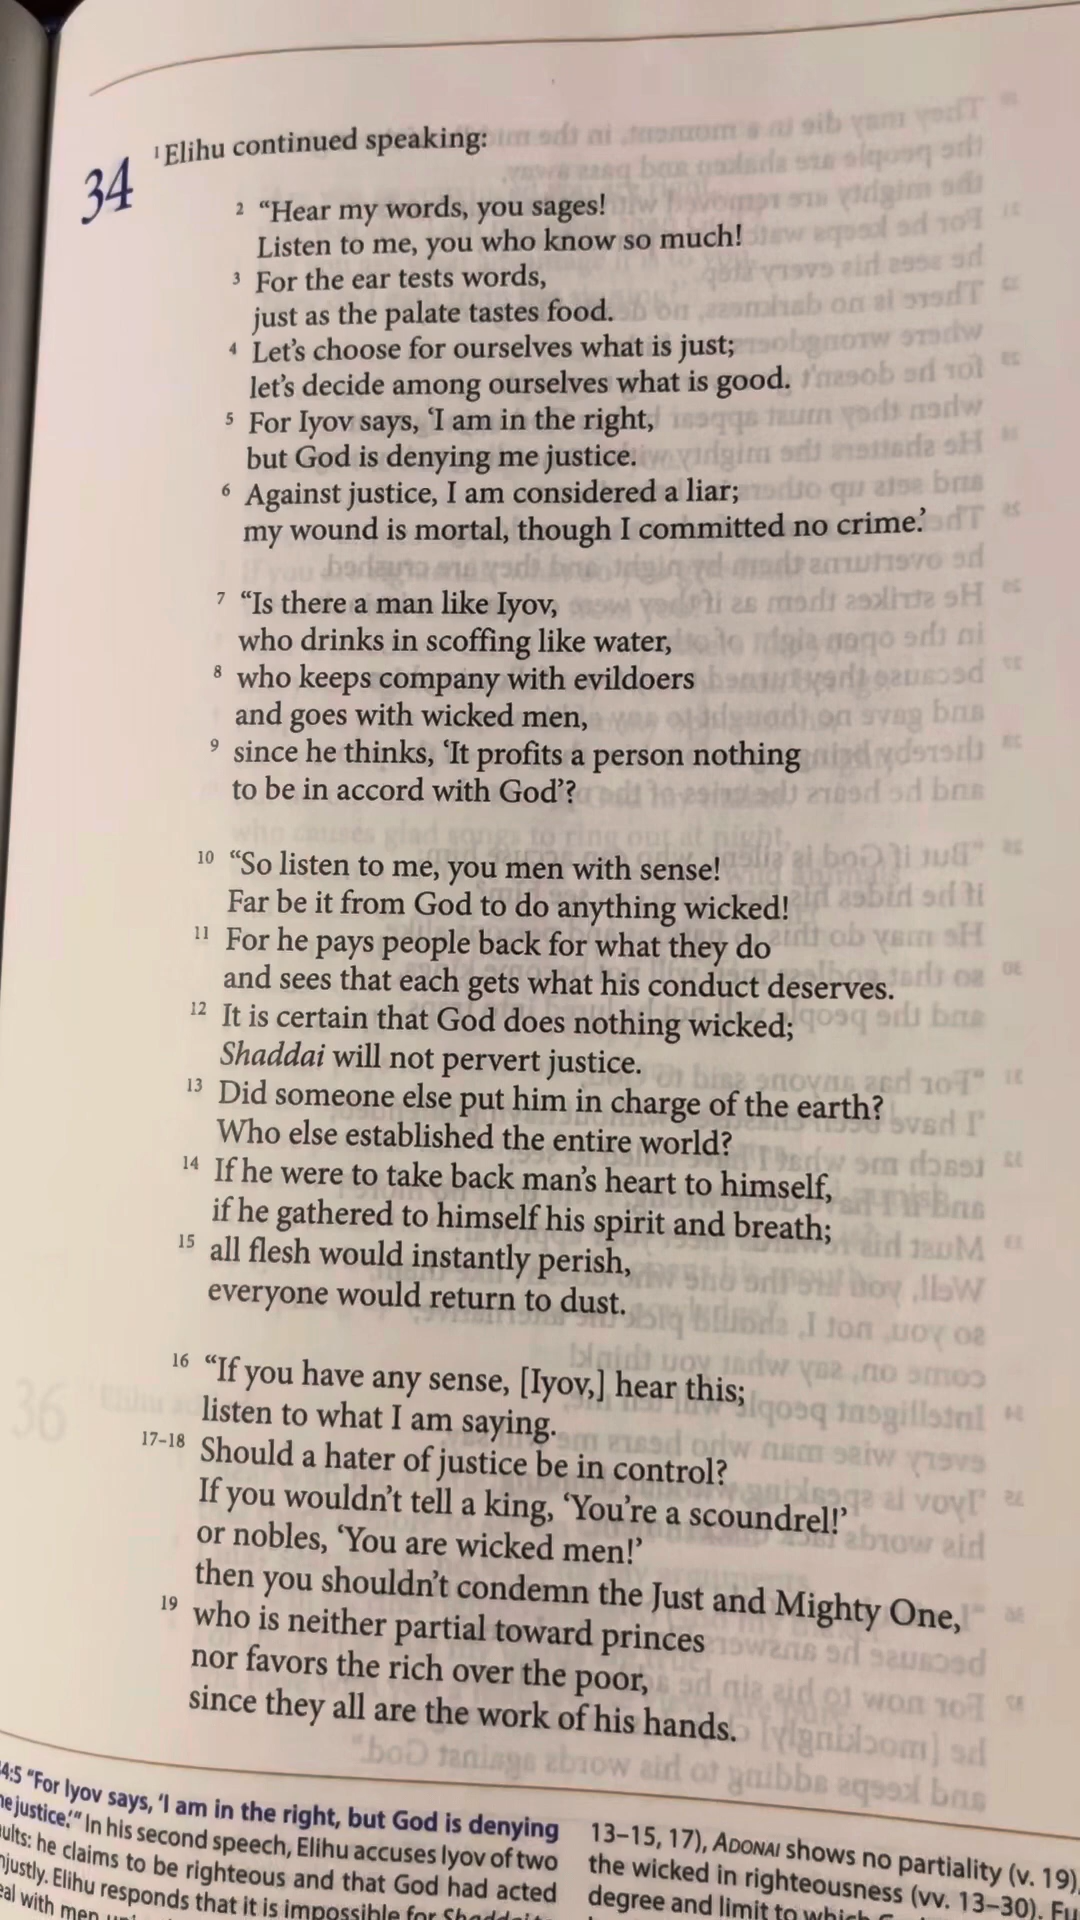 34
1 Elihu continued speaking:
2 “Hear my words, you sages!
Listen to me, you who know so much!
3 For the ear tests words,
just as the palate tastes food.
4 Let’s choose for ourselves what is just;
let’s decide among ourselves what is good.
5 For Iyov says, ‘I am in the right,
but God is denying me justice.
6 Against justice, I am considered a liar;
my wound is mortal, though I committed no crime.’
7 “Is there a man like Iyov,
who drinks in scoffing like water,
8 who keeps company with evildoers
and goes with wicked men,
9 since he thinks, ‘It profits a person nothing
to be in accord with God’?
10 “So listen to me, you men with sense!
Far be it from God to do anything wicked!
11 For he pays people back for what they do
and sees that each gets what his conduct deserves.
12 It is certain that God does nothing wicked;
Shaddai will not pervert justice.
13 Did someone else put him in charge of the earth?
Who else established the entire world?
14 If he were to take back man’s heart to himself,
if he gathered to himself his spirit and breath;
15 all flesh would instantly perish,
everyone would return to dust.
16 “If you have any sense, [Iyov,] hear this;
listen to what I am saying.
17–18 Should a hater of justice be in control?
If you wouldn’t tell a king, ‘You’re a scoundrel!’
or nobles, ‘You are wicked men!’
then you shouldn’t condemn the Just and Mighty One,
19 who is neither partial toward princes
nor favors the rich over the poor,
since they all are the work of his hands.
4:5 “For Iyov says, ‘I am in the right, but God is denying
justice.’” In his second speech, Elihu accuses Iyov of two
he claims to be righteous and that God had acted
Elihu responds that it is impossible for
with men
13–15, 17), ADONAI shows no partiality (v. 19),
the wicked in righteousness (vv. 13–30). Fu
degree and limit to which